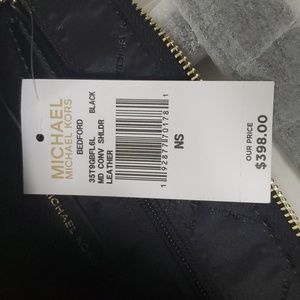 MICHAEL
MICHAEL KORS
BEDFORD
BLACK
35T9GBFL6L
MD CONV SHLDR
LEATHER
NS
OUR PRICE
$398.00